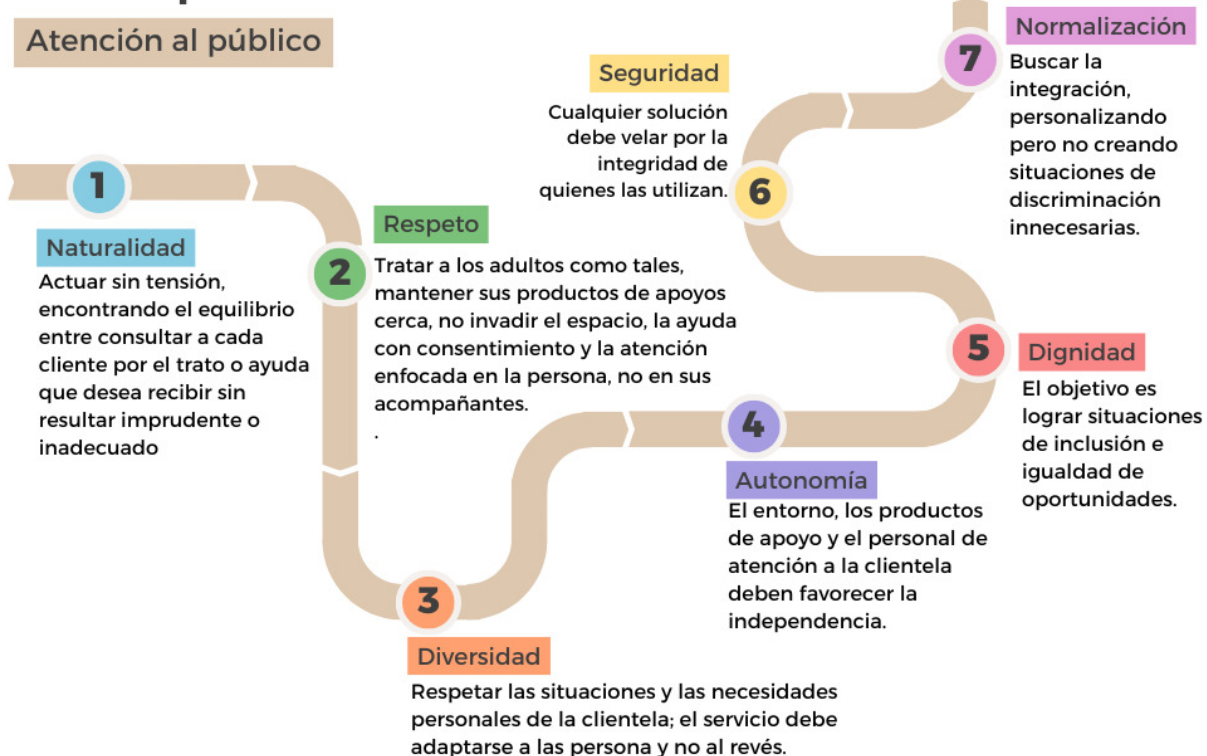 Atención al público
1
Naturalidad
Actuar sin tensión,
encontrando el equilibrio
entre consultar a cada
cliente por el trato o ayuda
que desea recibir sin
resultar imprudente o
inadecuado
2
Respeto
Tratar a los adultos como tales,
mantener sus productos de apoyos
cerca, no invadir el espacio, la ayuda
con consentimiento y la atención
enfocada en la persona, no en sus
acompañantes.
.
3
Diversidad
Respetar las situaciones y las necesidades
personales de la clientela; el servicio debe
adaptarse a las persona y no al revés.
4
Autonomía
El entorno, los productos
de apoyo y el personal de
atención a la clientela
deben favorecer la
independencia.
5
Dignidad
El objetivo es
lograr situaciones
de inclusión e
igualdad de
oportunidades.
6
Seguridad
Cualquier solución
debe velar por la
integridad de
quienes las utilizan.
7
Normalización
Buscar la
integración,
personalizando
pero no creando
situaciones de
discriminación
innecesarias.